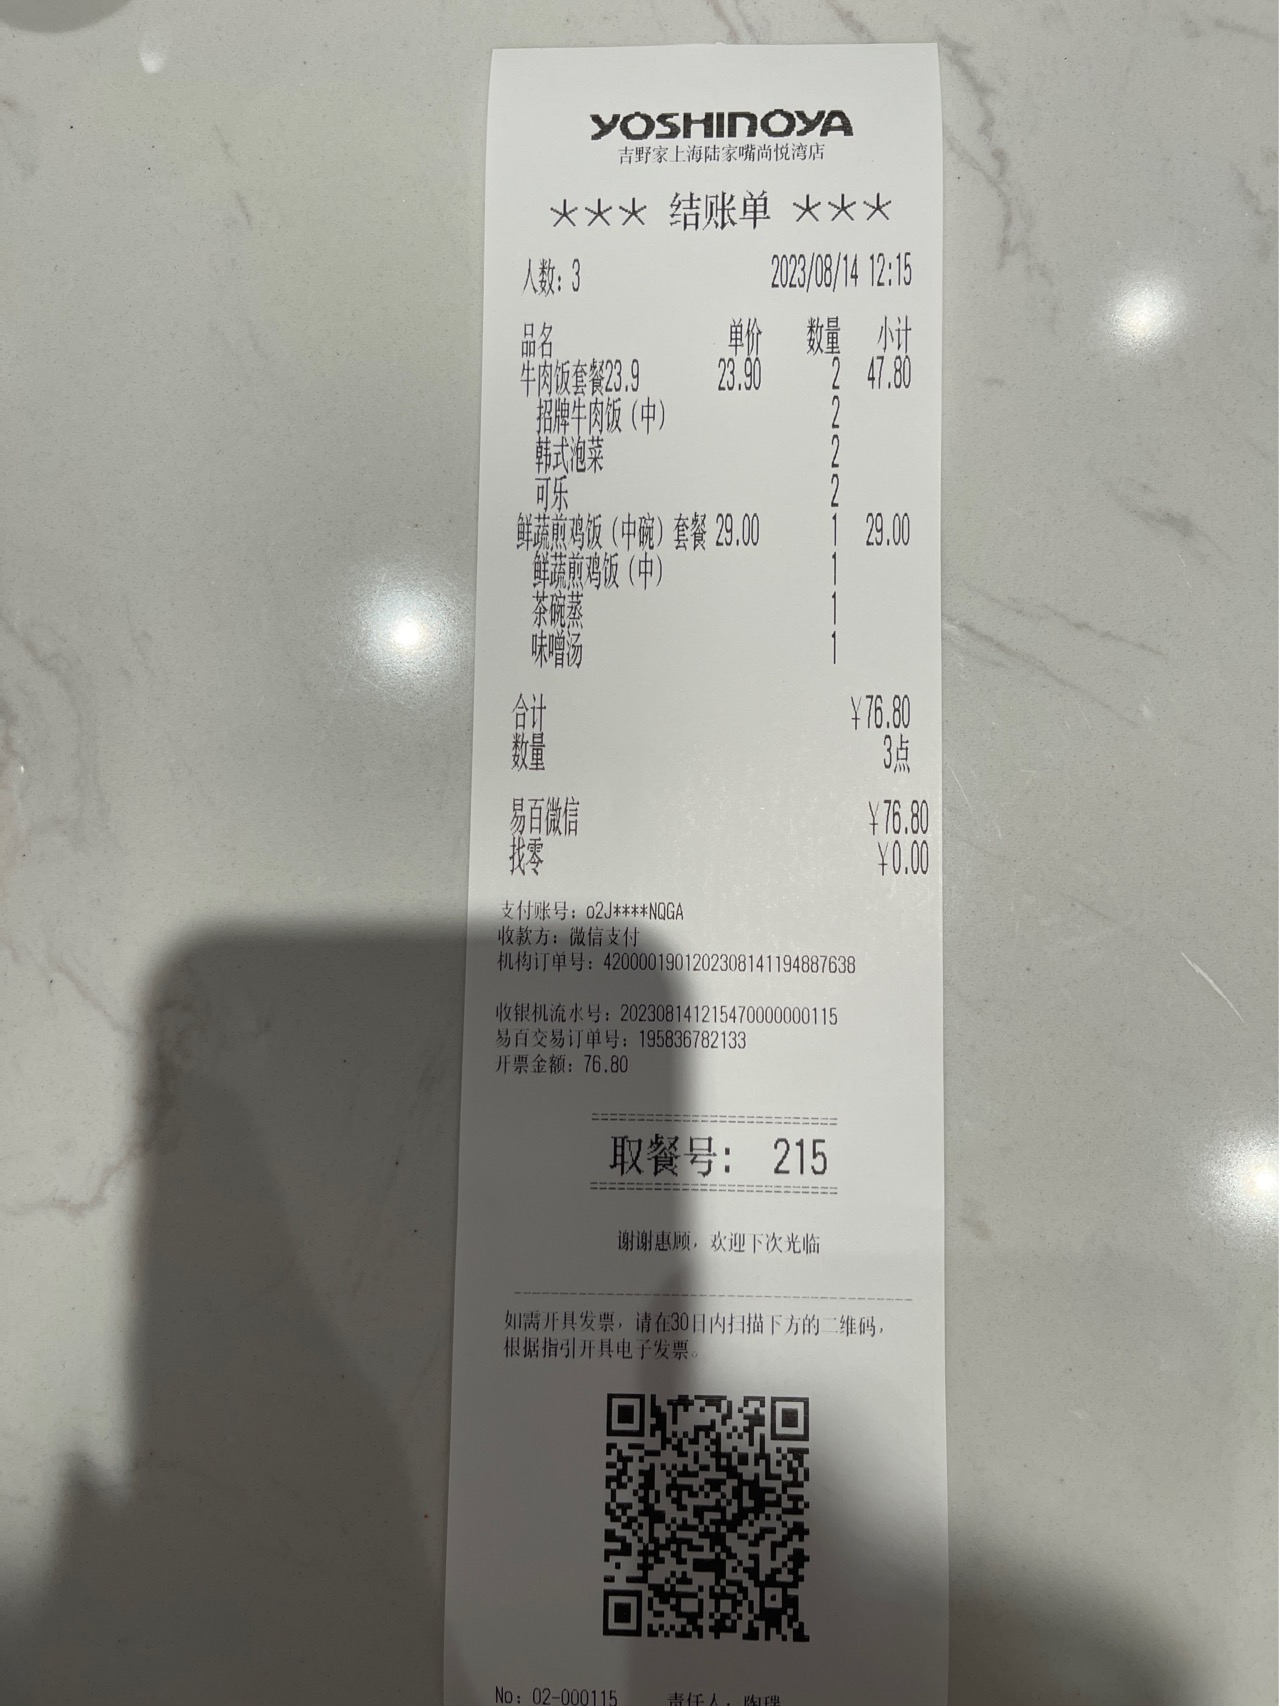 YOSHINOYA
吉野家上海陆家嘴尚悦湾店
*** 结账单 ***
人数: 3 2023/08/14 12:15
品名 单价 数量 小计
牛肉饭套餐23.9 23.90 2 47.80
招牌牛肉饭(中) 2
韩式泡菜 2
可乐 2
鲜蔬煎鸡饭(中碗)套餐 29.00 1 29.00
鲜蔬煎鸡饭(中) 1
茶碗蒸 1
味噌汤 1
合计 ¥76.80
数量 3点
易百微信 ¥76.80
找零 ¥0.00
支付账号: o2J****NQGA
收款方: 微信支付
机构订单号: 4200001901202308141194887638
收银机流水号: 202308141215470000000115
易百交易订单号: 195836782133
开票金额: 76.80
取餐号: 215
谢谢惠顾, 欢迎下次光临
如需开具发票, 请在30日内扫描下方的二维码,
根据指引开具电子发票。
No: 02-000115 责任人: